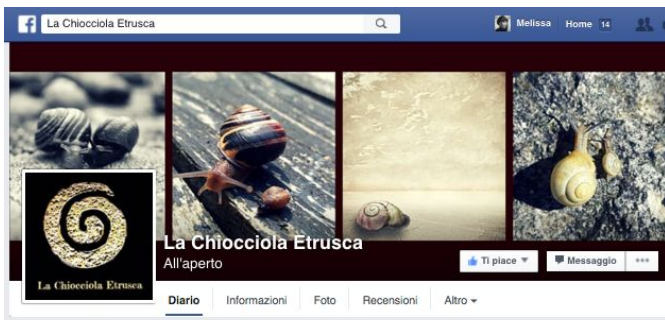 La Chiocciola Etrusca
Melissa
Home 14
La Chiocciola Etrusca
All'aperto
Ti piace
Messaggio
La Chiocciola Etrusca
Diario Informazioni Foto Recensioni Altro